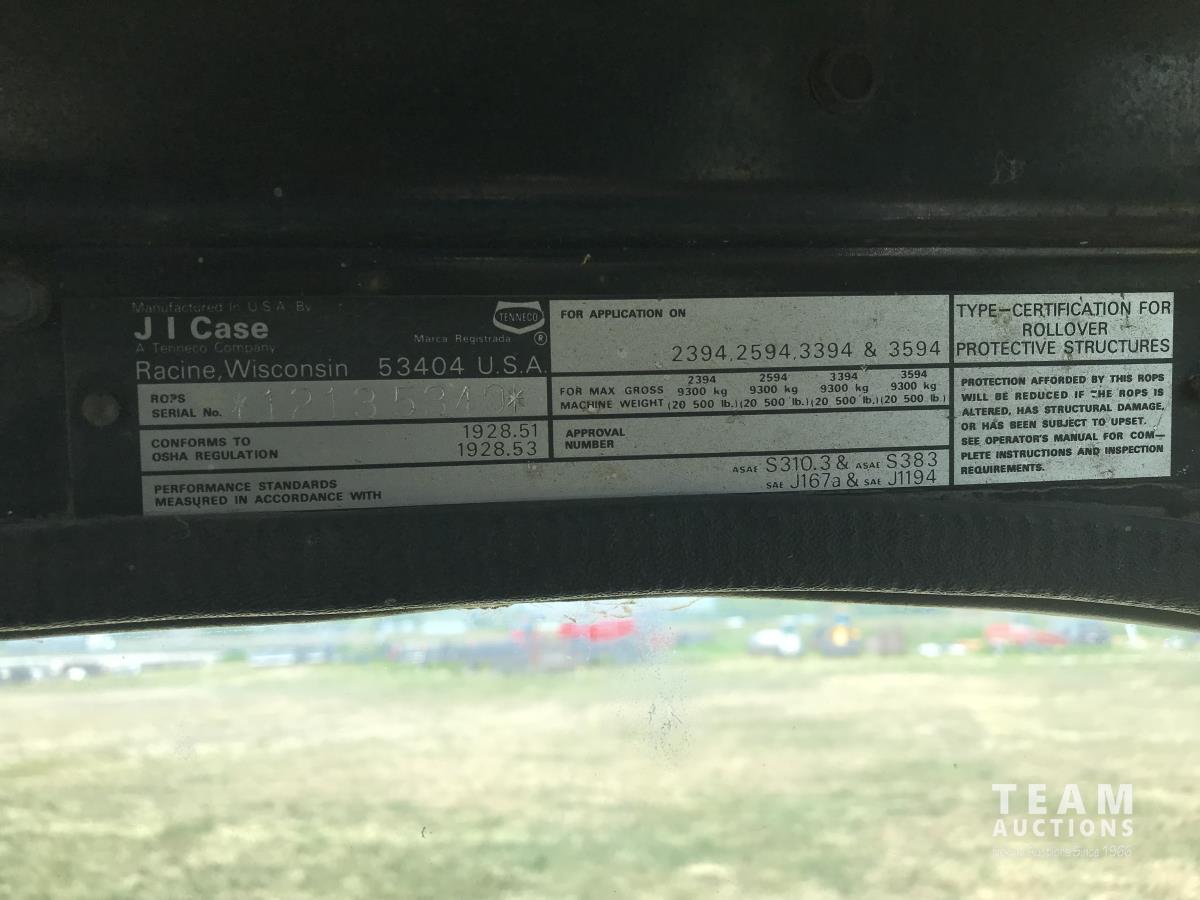 Manufactured In U.S.A. By
J I Case
A Tenneco Company
Racine, Wisconsin 53404 U.S.A.
TENNECO
Marca Registrada ®
ROPS
SERIAL No. *12135340*
CONFORMS TO
OSHA REGULATION
1928.51
1928.53
PERFORMANCE STANDARDS
MEASURED IN ACCORDANCE WITH
ASAE S310.3 & ASAE S383
SAE J167a & SAE J1194
FOR APPLICATION ON
2394,2594,3394 & 3594
2394 2594 3394 3594
FOR MAX GROSS 9300 kg 9300 kg 9300 kg 9300 kg
MACHINE WEIGHT (20 500 lb.) (20 500 lb.) (20 500 lb.) (20 500 lb.)
APPROVAL
NUMBER
TYPE-CERTIFICATION FOR
ROLLOVER
PROTECTIVE STRUCTURES
PROTECTION AFFORDED BY THIS ROPS
WILL BE REDUCED IF THE ROPS IS
ALTERED, HAS STRUCTURAL DAMAGE,
OR HAS BEEN SUBJECT TO UPSET.
SEE OPERATOR'S MANUAL FOR COM-
PLETE INSTRUCTIONS AND INSPECTION
REQUIREMENTS.
TEAM
AUCTIONS
Auctions Since 1966